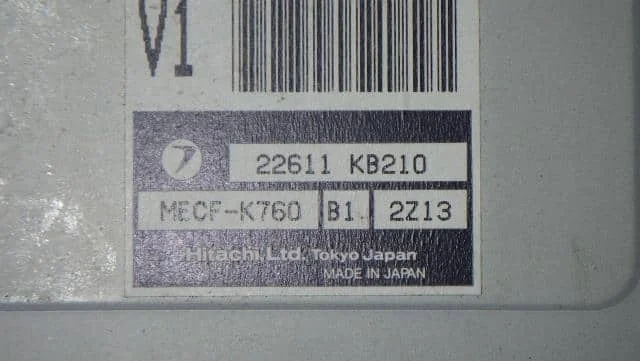 V1
22611 KB210
MECF-K760 B1 2Z13
Hitachi, Ltd. Tokyo Japan
MADE IN JAPAN